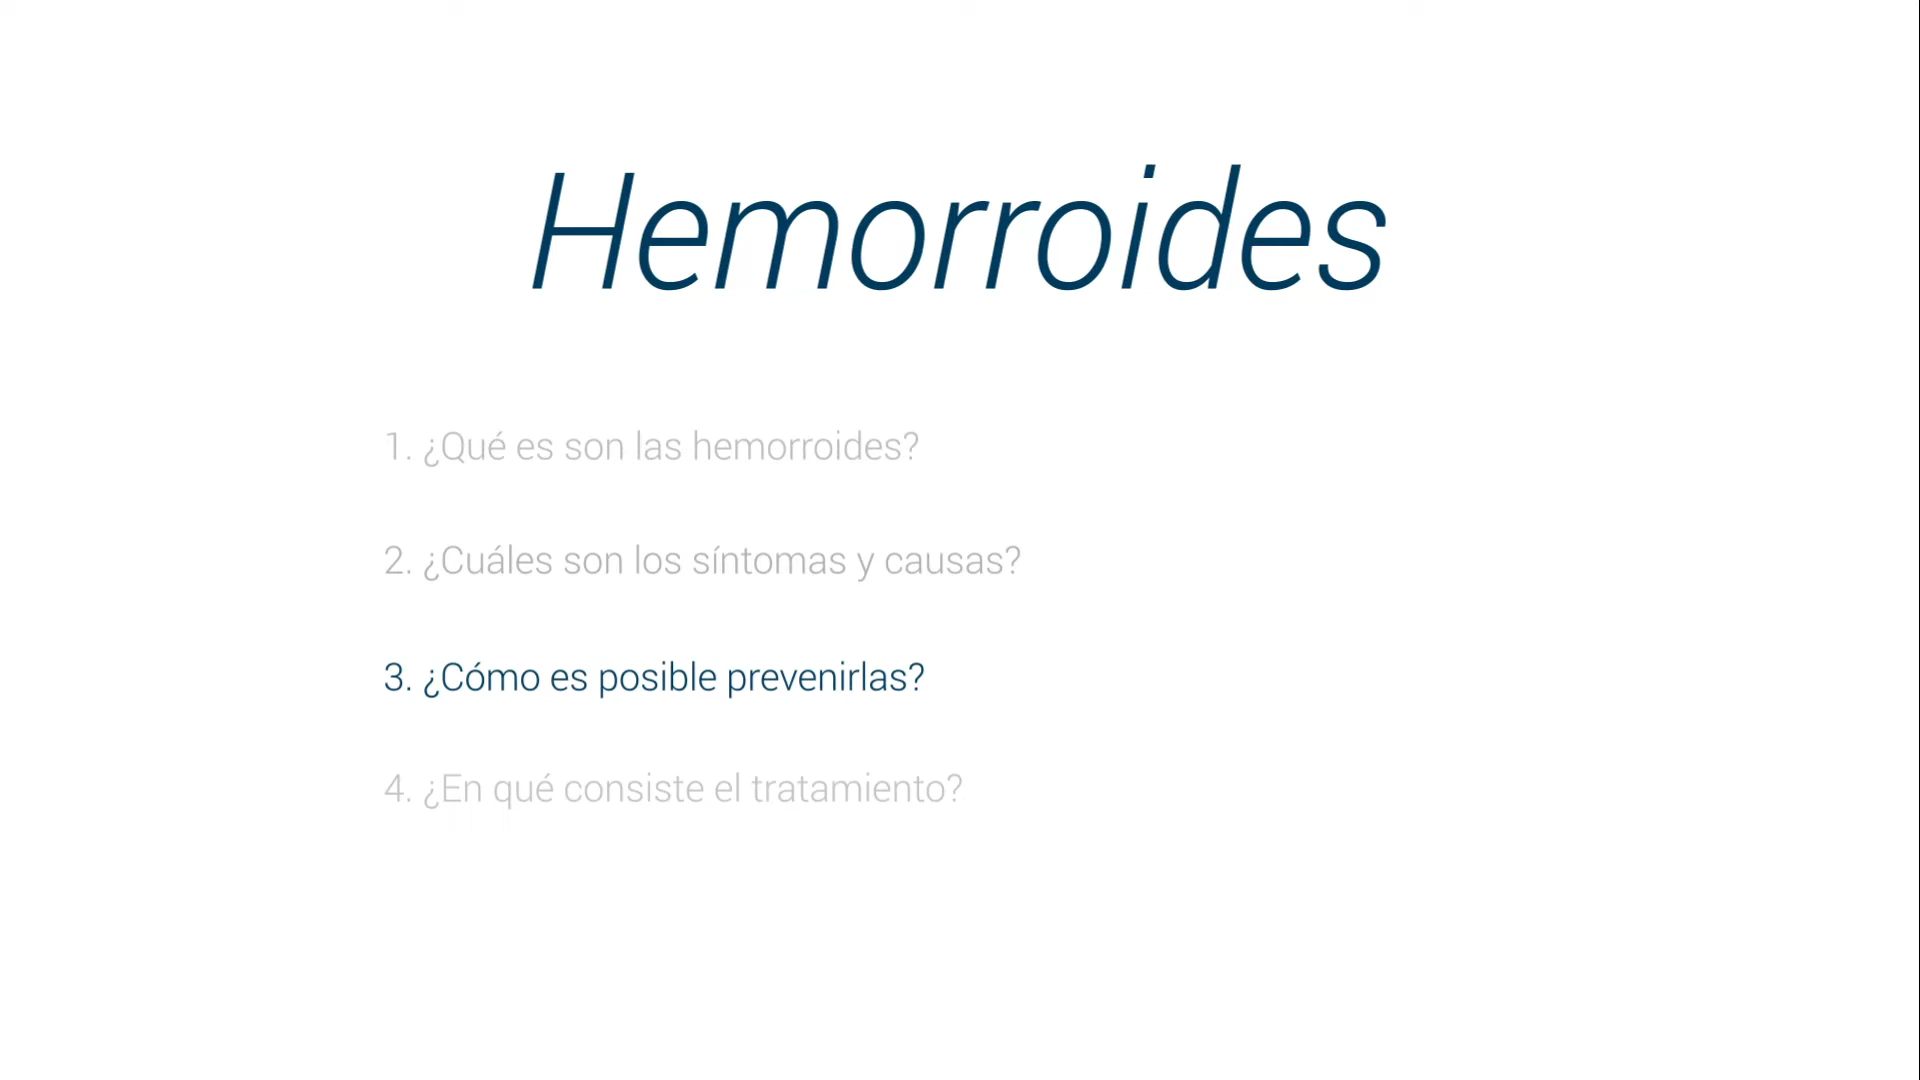 Hemorroides
1. ¿Qué es son las hemorroides?
2. ¿Cuáles son los síntomas y causas?
3. ¿Cómo es posible prevenirlas?
4. ¿En qué consiste el tratamiento?